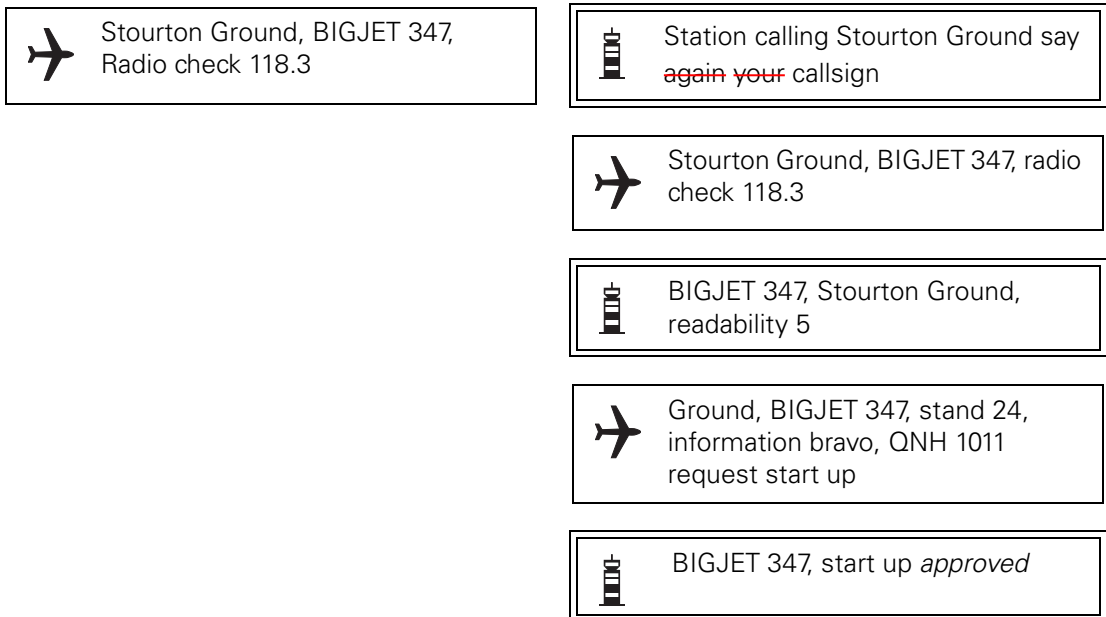 Stourton Ground, BIGJET 347,
Radio check 118.3
Station calling Stourton Ground say
again your callsign
Stourton Ground, BIGJET 347, radio
check 118.3
BIGJET 347, Stourton Ground,
readability 5
Ground, BIGJET 347, stand 24,
information bravo, QNH 1011
request start up
BIGJET 347, start up approved